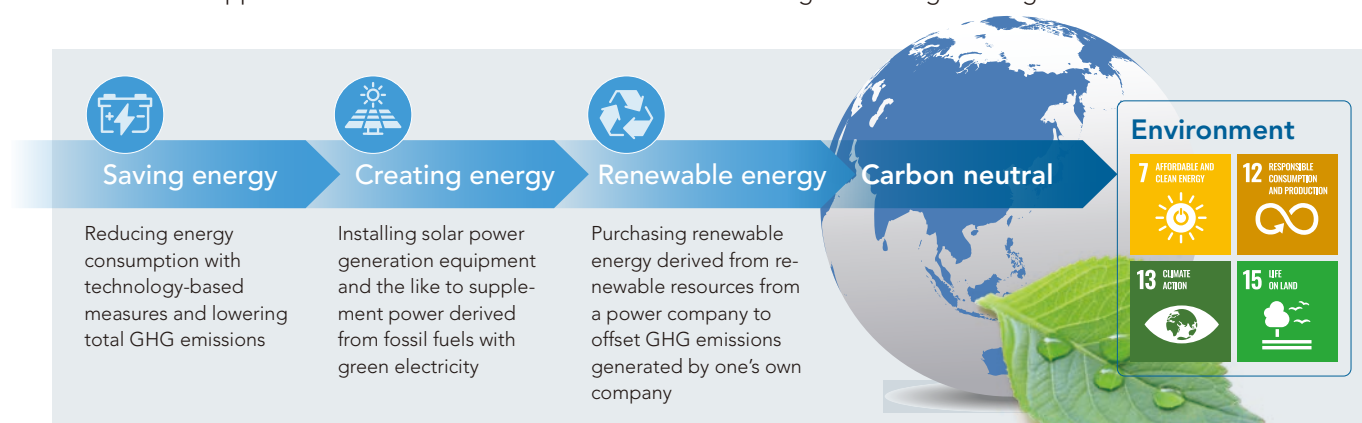 Saving energy
Creating energy
Renewable energy
Carbon neutral
Reducing energy
consumption with
technology-based
measures and lowering
total GHG emissions
Installing solar power
generation equipment
and the like to supple-
ment power derived
from fossil fuels with
green electricity
Purchasing renewable
energy derived from re-
newable resources from
a power company to
offset GHG emissions
generated by one’s own
company
Environment
7 AFFORDABLE AND
CLEAN ENERGY
12 RESPONSIBLE
CONSUMPTION
AND PRODUCTION
13 CLIMATE
ACTION
15 LIFE
ON LAND